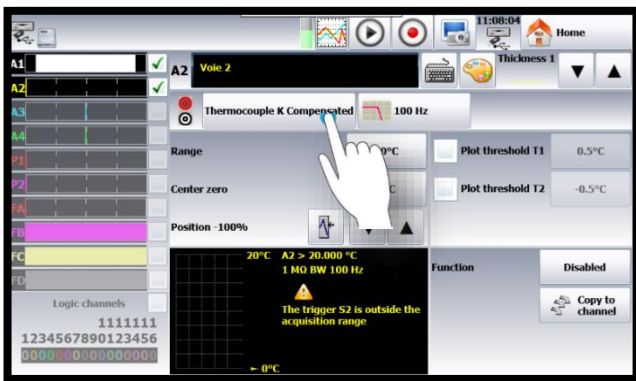 11:08:04
Home
A1
A2
A3
A4
P1
P2
FA
FB
FC
FD
Logic channels
1111111
1234567890123456
0000000000000000
A2
Voie 2
Thickness 1
Thermocouple K Compensated
100 Hz
Range
°C
Plot threshold T1
0.5°C
Center zero
C
Plot threshold T2
-0.5°C
Position -100%
20°C
A2 > 20.000 °C
1 MΩ BW 100 Hz
The trigger S2 is outside the
acquisition range
0°C
Function
Disabled
Copy to
channel